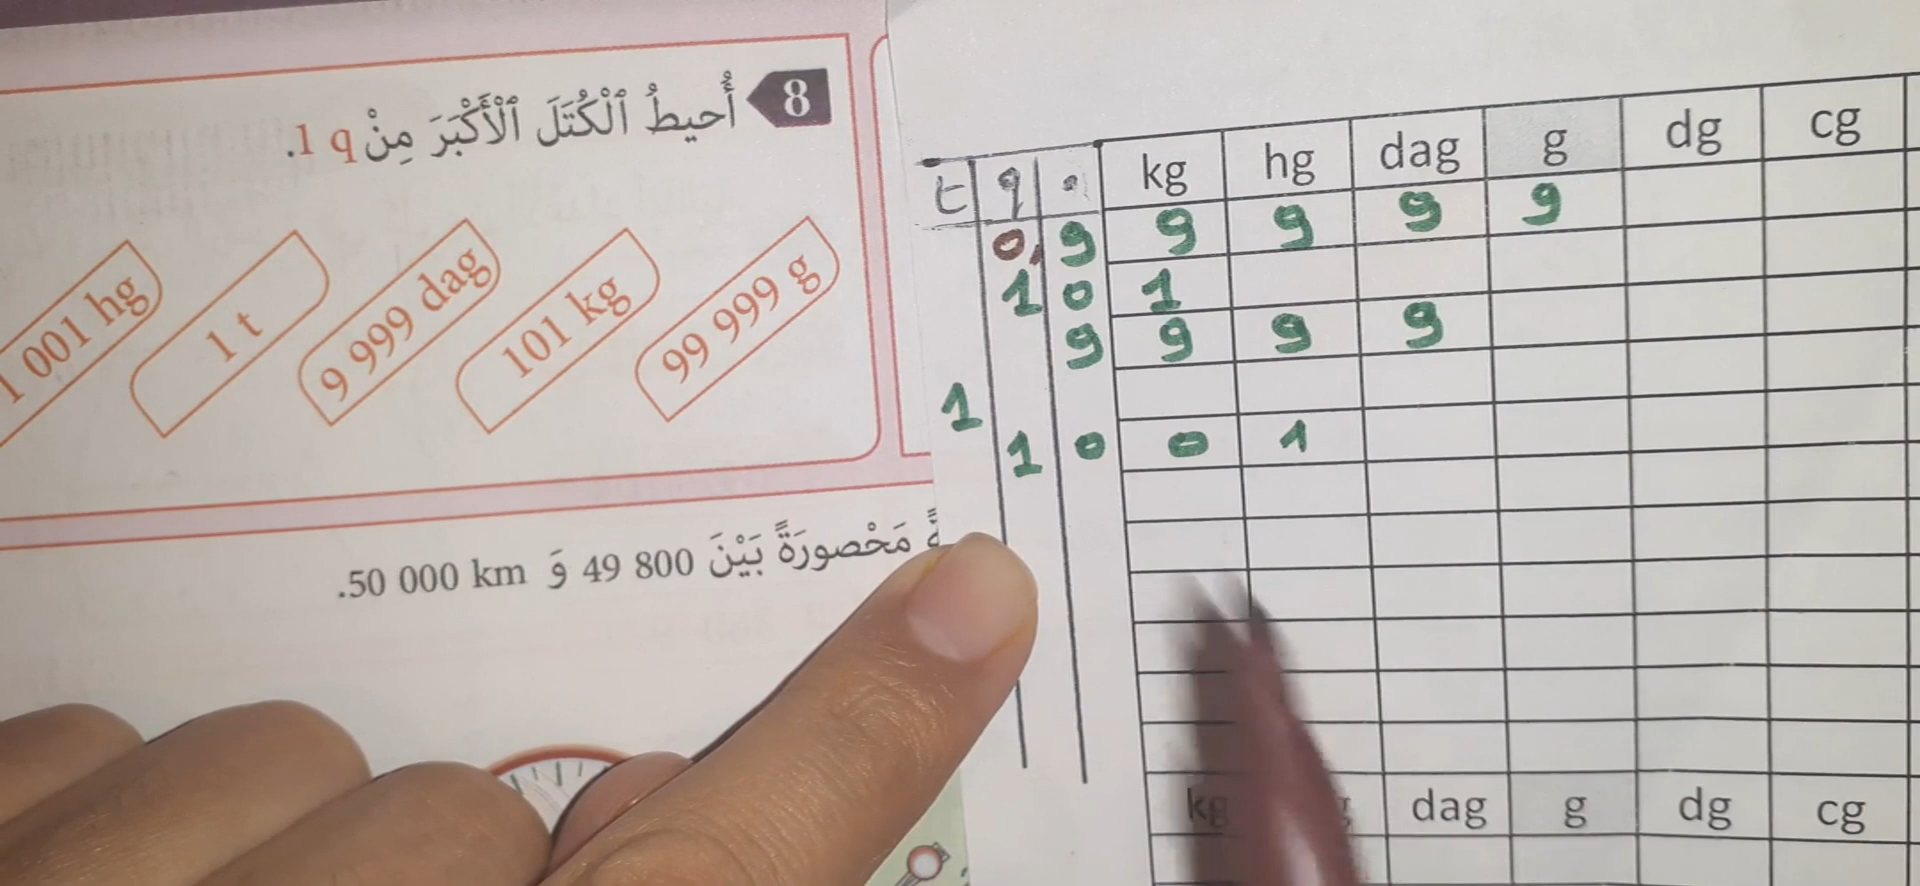 8 أُحيطُ ٱلْكُتَلَ ٱلْأَكْبَرَ مِنْ 1 q.
99 999 g
101 kg
9 999 dag
1 t
1 001 hg
مَحْصورَةً بَيْنَ 49 800 وَ 50 000 km.
t q • kg hg dag g dg cg
0, 9 9 9 9 9
1 0 1
9 9 9 9
1
1 0 0 1
kg dag g dg cg